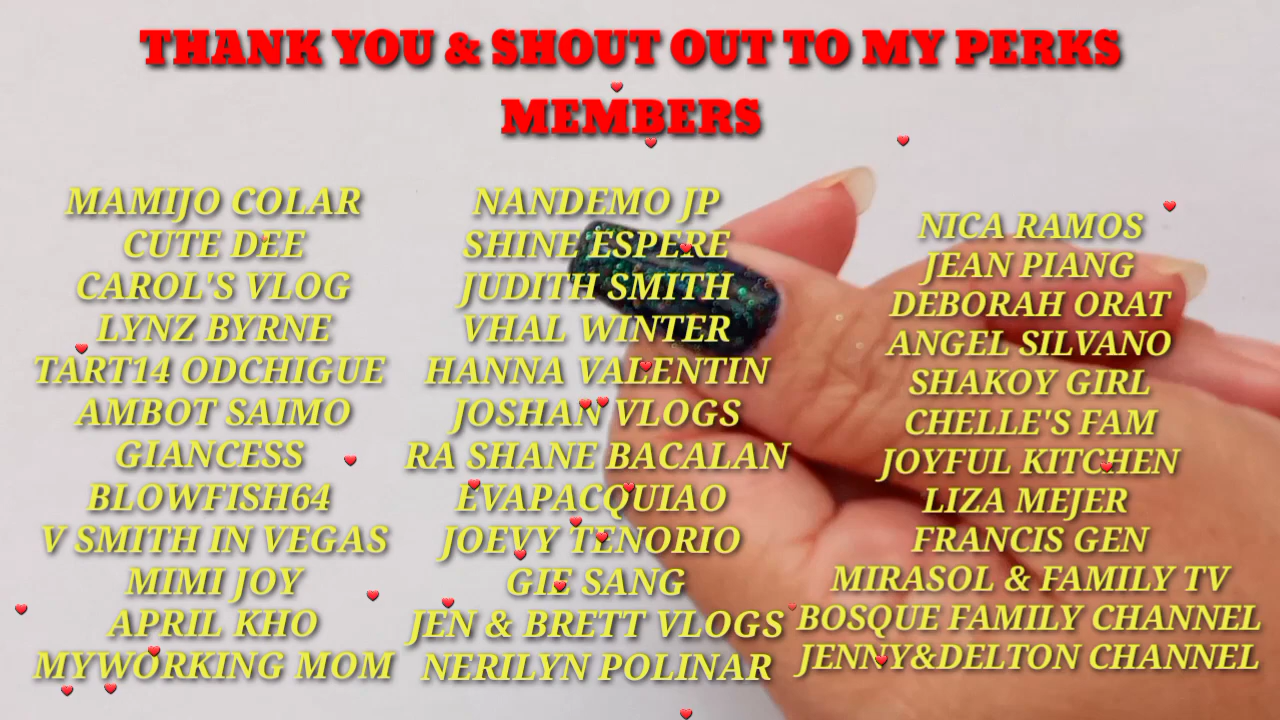 THANK YOU & SHOUT OUT TO MY PERKS
MEMBERS
MAMIJO COLAR
CUTE DEE
CAROL'S VLOG
LYNZ BYRNE
TART14 ODCHIGUE
AMBOT SAIMO
GIANCESS
BLOWFISH64
V SMITH IN VEGAS
MIMI JOY
APRIL KHO
MYWORKING MOM
NANDEMO JP
SHINE ESPERE
JUDITH SMITH
VHAL WINTER
HANNA VALENTIN
JOSHAN VLOGS
RA SHANE BACALAN
EVAPACQUIAO
JOEVY TENORIO
GIE SANG
JEN & BRETT VLOGS
NERILYN POLINAR
NICA RAMOS
JEAN PIANG
DEBORAH ORAT
ANGEL SILVANO
SHAKOY GIRL
CHELLE'S FAM
JOYFUL KITCHEN
LIZA MEJER
FRANCIS GEN
MIRASOL & FAMILY TV
BOSQUE FAMILY CHANNEL
JENNY&DELTON CHANNEL